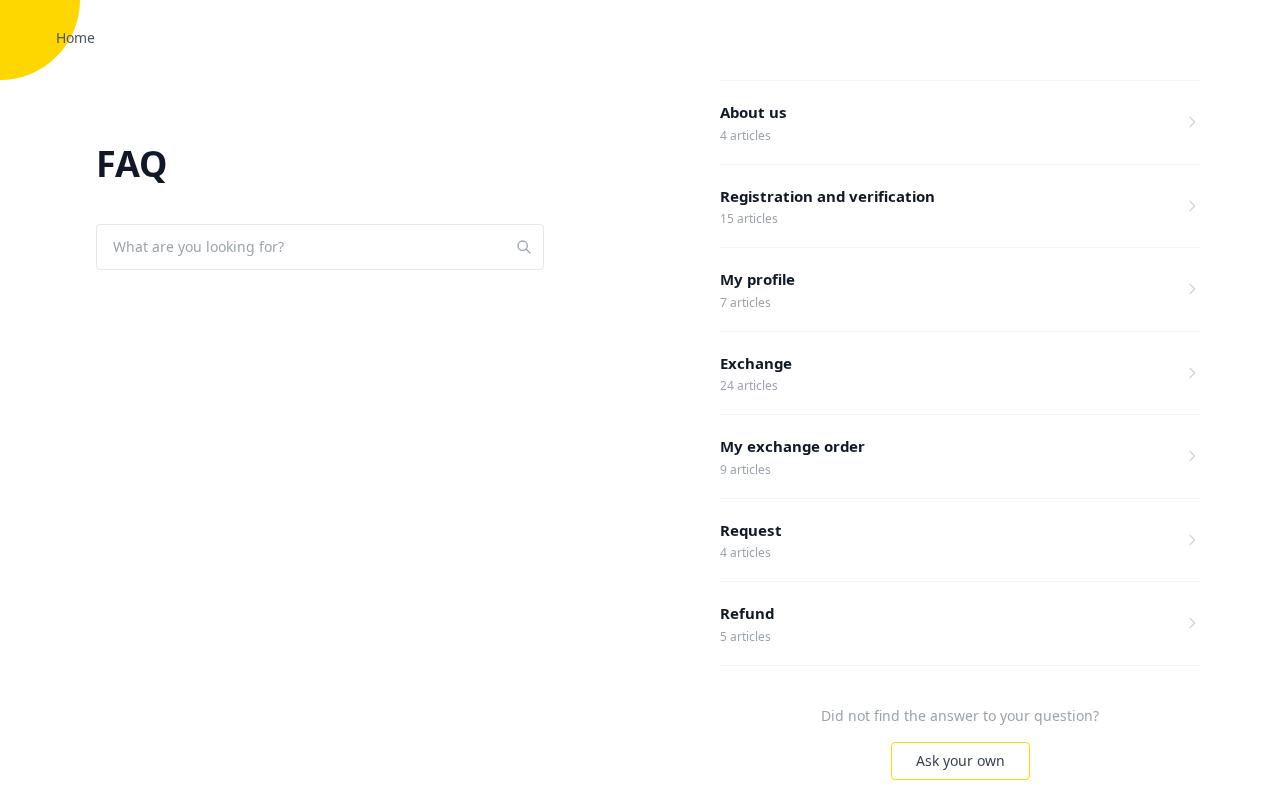 Home
FAQ
What are you looking for?
About us
4 articles
Registration and verification
15 articles
My profile
7 articles
Exchange
24 articles
My exchange order
9 articles
Request
4 articles
Refund
5 articles
Did not find the answer to your question?
Ask your own